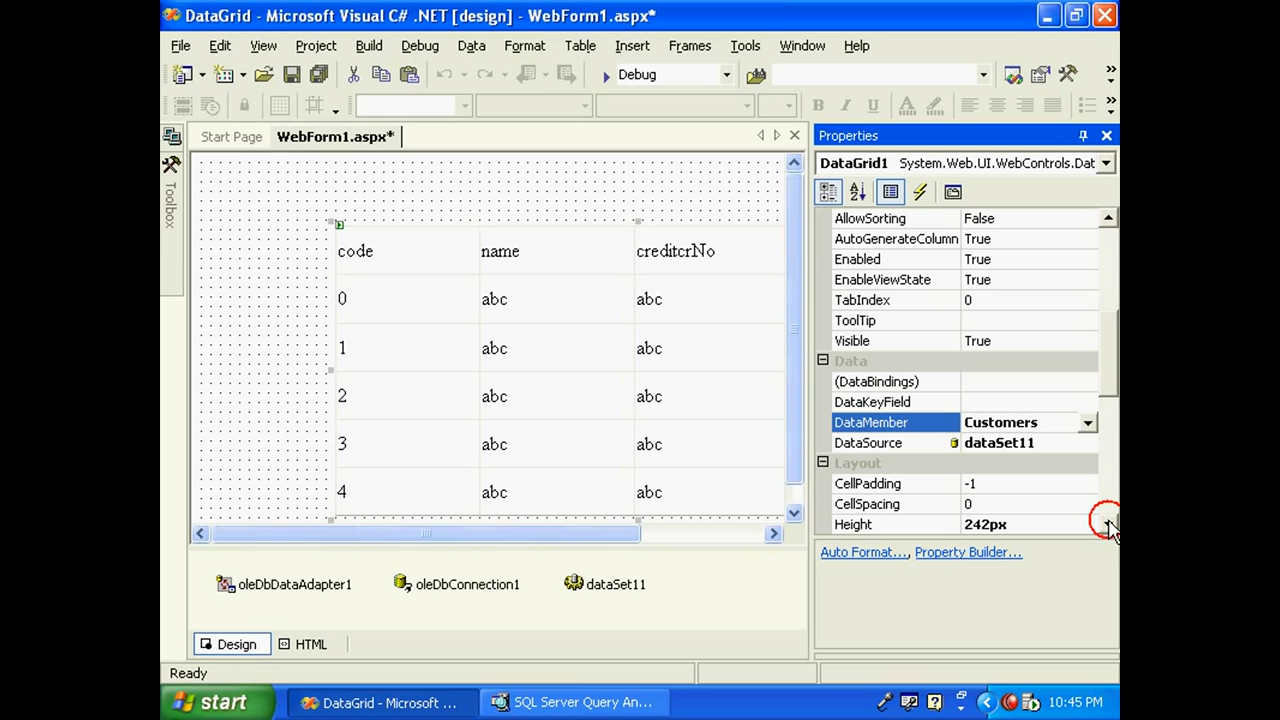 DataGrid - Microsoft Visual C# .NET [design] - WebForm1.aspx*
File Edit View Project Build Debug Data Format Table Insert Frames Tools Window Help
Debug
B I U A
Start Page WebForm1.aspx*
Toolbox
code name creditcrNo
0 abc abc
1 abc abc
2 abc abc
3 abc abc
4 abc abc
oleDbDataAdapter1 oleDbConnection1 dataSet11
Design HTML
Properties
DataGrid1 System.Web.UI.WebControls.Dat
AllowSorting False
AutoGenerateColumn True
Enabled True
EnableViewState True
TabIndex 0
ToolTip
Visible True
Data
(DataBindings)
DataKeyField
DataMember Customers
DataSource dataSet11
Layout
CellPadding -1
CellSpacing 0
Height 242px
Auto Format..., Property Builder...
Ready
start DataGrid - Microsoft ... SQL Server Query An... 10:45 PM